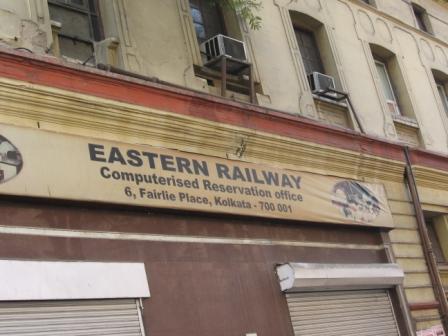 EASTERN RAILWAY
Computerised Reservation office
6, Fairlie Place, Kolkata - 700 001